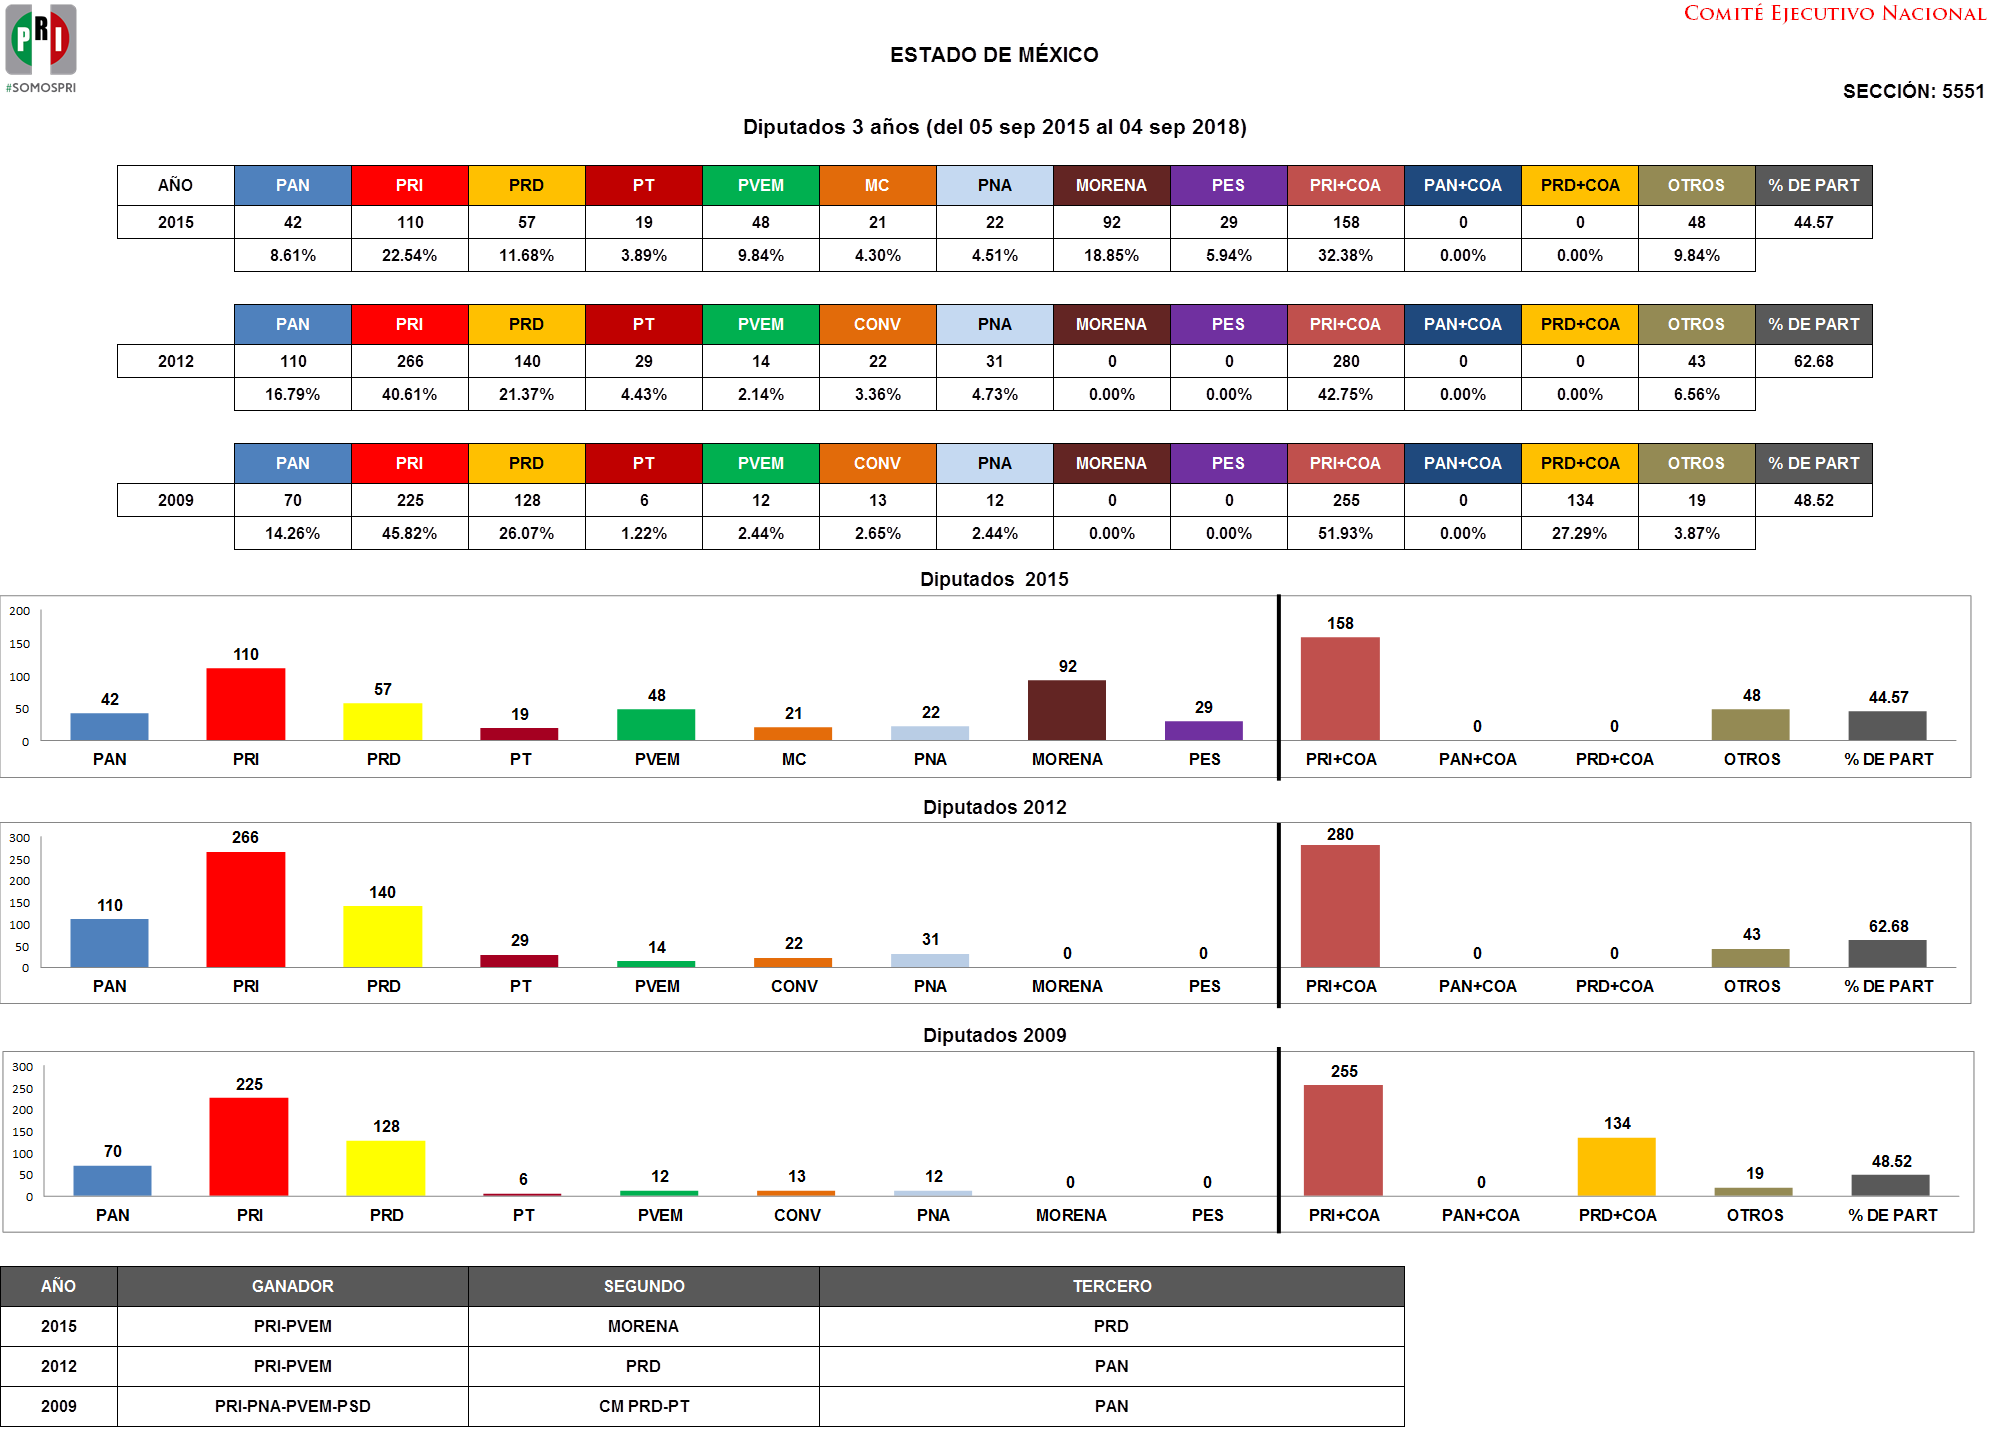 PRI
#SOMOSPRI
Comité Ejecutivo Nacional
ESTADO DE MÉXICO
SECCIÓN: 5551
Diputados 3 años (del 05 sep 2015 al 04 sep 2018)
AÑO PAN PRI PRD PT PVEM MC PNA MORENA PES PRI+COA PAN+COA PRD+COA OTROS % DE PART
2015 42 110 57 19 48 21 22 92 29 158 0 0 48 44.57
8.61% 22.54% 11.68% 3.89% 9.84% 4.30% 4.51% 18.85% 5.94% 32.38% 0.00% 0.00% 9.84%
PAN PRI PRD PT PVEM CONV PNA MORENA PES PRI+COA PAN+COA PRD+COA OTROS % DE PART
2012 110 266 140 29 14 22 31 0 0 280 0 0 43 62.68
16.79% 40.61% 21.37% 4.43% 2.14% 3.36% 4.73% 0.00% 0.00% 42.75% 0.00% 0.00% 6.56%
PAN PRI PRD PT PVEM CONV PNA MORENA PES PRI+COA PAN+COA PRD+COA OTROS % DE PART
2009 70 225 128 6 12 13 12 0 0 255 0 134 19 48.52
14.26% 45.82% 26.07% 1.22% 2.44% 2.65% 2.44% 0.00% 0.00% 51.93% 0.00% 27.29% 3.87%
Diputados 2015
200
150
100
50
0
42 110 57 19 48 21 22 92 29 158 0 0 48 44.57
PAN PRI PRD PT PVEM MC PNA MORENA PES PRI+COA PAN+COA PRD+COA OTROS % DE PART
Diputados 2012
300
250
200
150
100
50
0
110 266 140 29 14 22 31 0 0 280 0 0 43 62.68
PAN PRI PRD PT PVEM CONV PNA MORENA PES PRI+COA PAN+COA PRD+COA OTROS % DE PART
Diputados 2009
300
250
200
150
100
50
0
70 225 128 6 12 13 12 0 0 255 0 134 19 48.52
PAN PRI PRD PT PVEM CONV PNA MORENA PES PRI+COA PAN+COA PRD+COA OTROS % DE PART
AÑO GANADOR SEGUNDO TERCERO
2015 PRI-PVEM MORENA PRD
2012 PRI-PVEM PRD PAN
2009 PRI-PNA-PVEM-PSD CM PRD-PT PAN